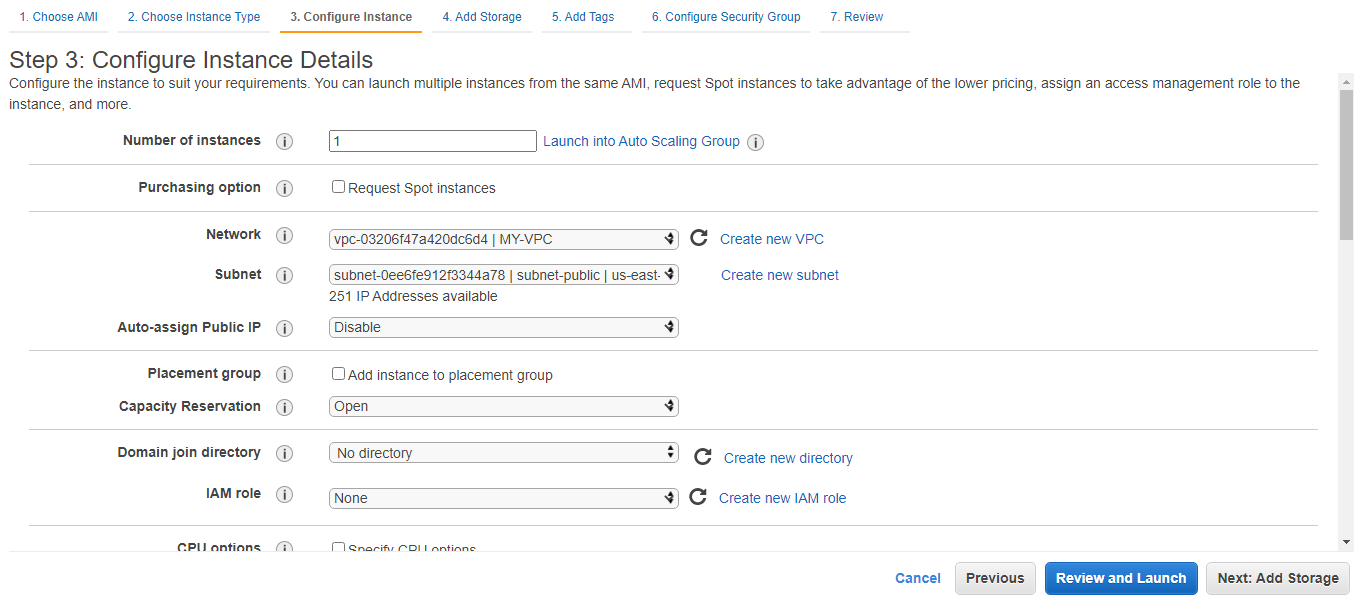 1. Choose AMI 2. Choose Instance Type 3. Configure Instance 4. Add Storage 5. Add Tags 6. Configure Security Group 7. Review
Step 3: Configure Instance Details
Configure the instance to suit your requirements. You can launch multiple instances from the same AMI, request Spot instances to take advantage of the lower pricing, assign an access management role to the
instance, and more.
Number of instances i 1 Launch into Auto Scaling Group i
Purchasing option i Request Spot instances
Network i vpc-03206f47a420dc6d4 | MY-VPC Create new VPC
Subnet i subnet-0ee6fe912f3344a78 | subnet-public | us-east- Create new subnet
251 IP Addresses available
Auto-assign Public IP i Disable
Placement group i Add instance to placement group
Capacity Reservation i Open
Domain join directory i No directory Create new directory
IAM role i None Create new IAM role
CPU options i Specify CPU options
Cancel Previous Review and Launch Next: Add Storage